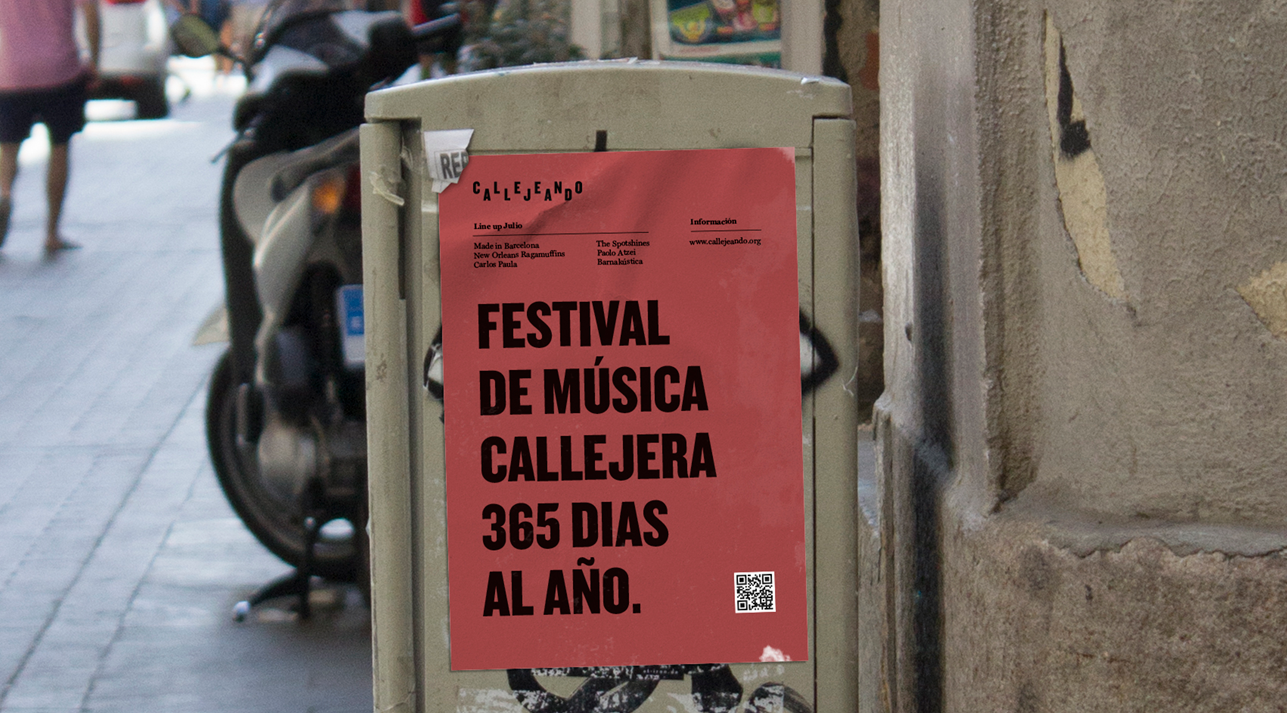 REP
CALLEJEANDO
Line up Julio
Made in Barcelona
New Orleans Ragamuffins
Carlos Paula
The Spotshines
Paolo Atzei
Barnakústica
Información
www.callejeando.org
FESTIVAL
DE MÚSICA
CALLEJERA
365 DIAS
AL AÑO.